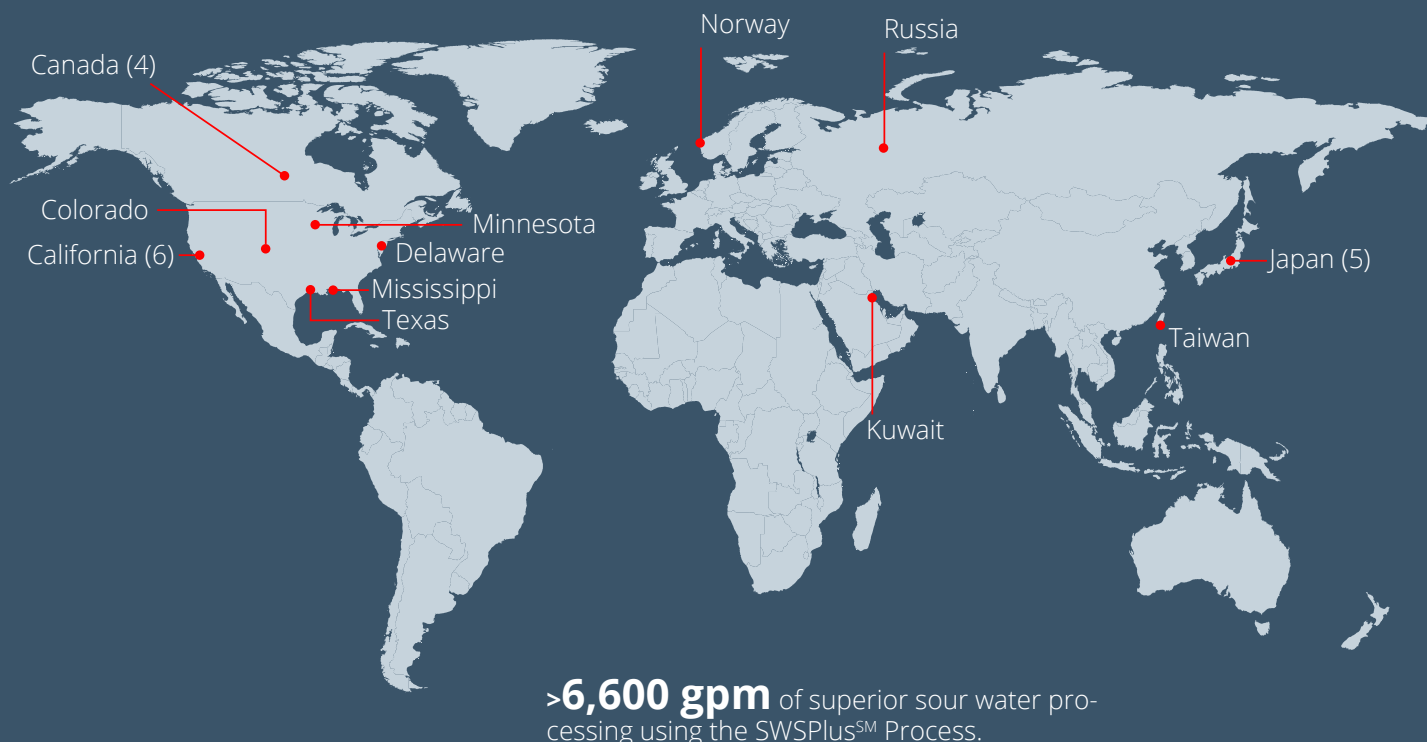 Norway
Russia
Canada (4)
Colorado
Minnesota
California (6)
Delaware
Japan (5)
Mississippi
Texas
Taiwan
Kuwait
>6,600 gpm of superior sour water pro-
cessing using the SWSPlus℠ Process.